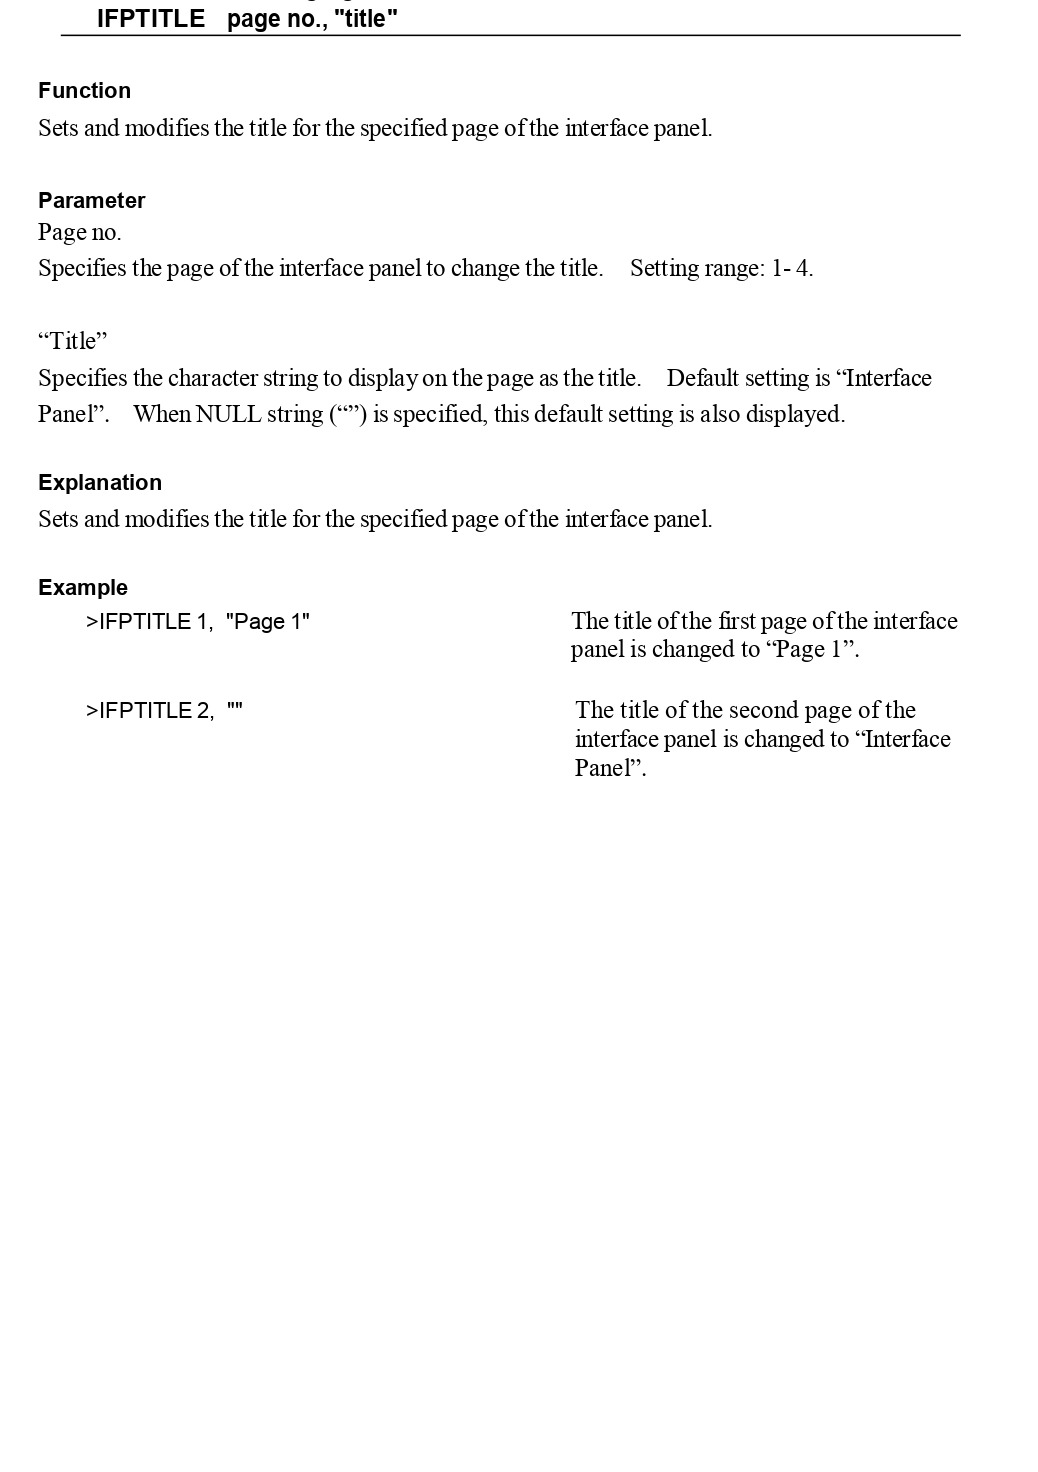 IFPTITLE page no., "title"
Function
Sets and modifies the title for the specified page of the interface panel.
Parameter
Page no.
Specifies the page of the interface panel to change the title. Setting range: 1- 4.
“Title”
Specifies the character string to display on the page as the title. Default setting is “Interface
Panel”. When NULL string (“”) is specified, this default setting is also displayed.
Explanation
Sets and modifies the title for the specified page of the interface panel.
Example
>IFPTITLE 1, "Page 1" The title of the first page of the interface
panel is changed to “Page 1”.
>IFPTITLE 2, "" The title of the second page of the
interface panel is changed to “Interface
Panel”.